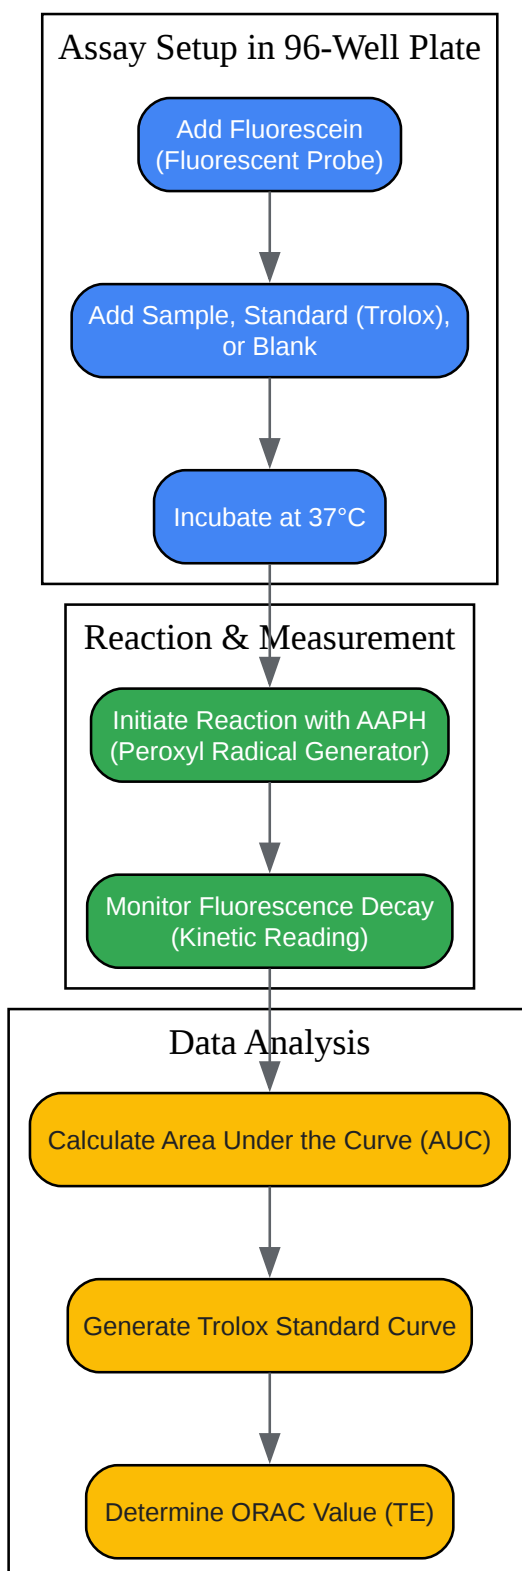 Assay Setup in 96-Well Plate
Add Fluorescein
(Fluorescent Probe)
Add Sample, Standard (Trolox),
or Blank
Incubate at 37°C
Reaction & Measurement
Initiate Reaction with AAPH
(Peroxyl Radical Generator)
Monitor Fluorescence Decay
(Kinetic Reading)
Data Analysis
Calculate Area Under the Curve (AUC)
Generate Trolox Standard Curve
Determine ORAC Value (TE)